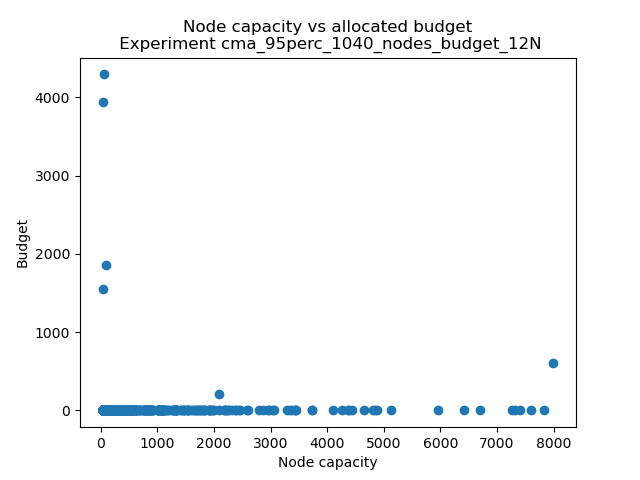 Node capacity vs allocated budget
Experiment cma_95perc_1040_nodes_budget_12N
4000
3000
2000
1000
0
Budget
0 1000 2000 3000 4000 5000 6000 7000 8000
Node capacity